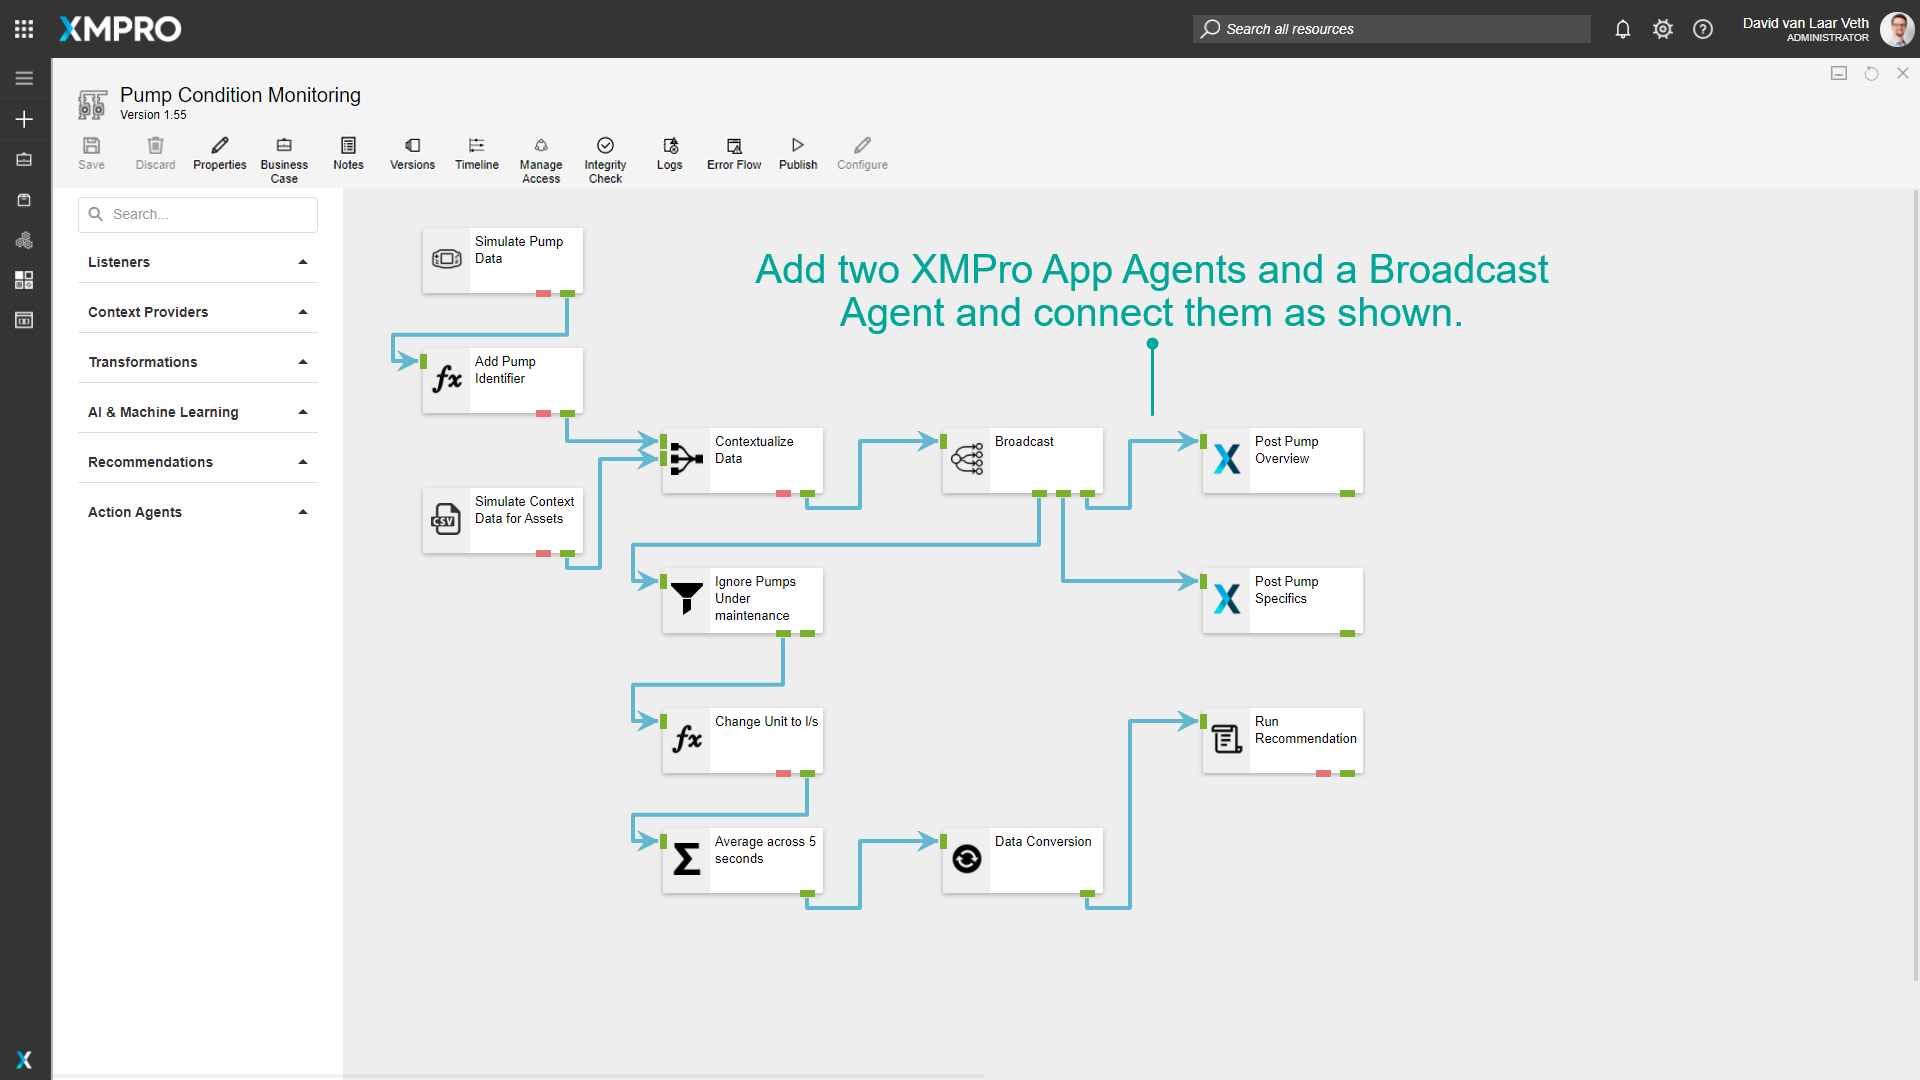 XMPRO
Search all resources
David van Laar Veth
ADMINISTRATOR
Pump Condition Monitoring
Version 1.55
Save
Discard
Properties
Business
Case
Notes
Versions
Timeline
Manage
Access
Integrity
Check
Logs
Error Flow
Publish
Configure
Search...
Listeners
Context Providers
Transformations
AI & Machine Learning
Recommendations
Action Agents
Add two XMPro App Agents and a Broadcast
Agent and connect them as shown.
Simulate Pump
Data
fx
Add Pump
Identifier
Contextualize
Data
Broadcast
Post Pump
Overview
CSV
Simulate Context
Data for Assets
Ignore Pumps
Under
maintenance
Post Pump
Specifics
fx
Change Unit to l/s
Run
Recommendation
Σ
Average across 5
seconds
Data Conversion